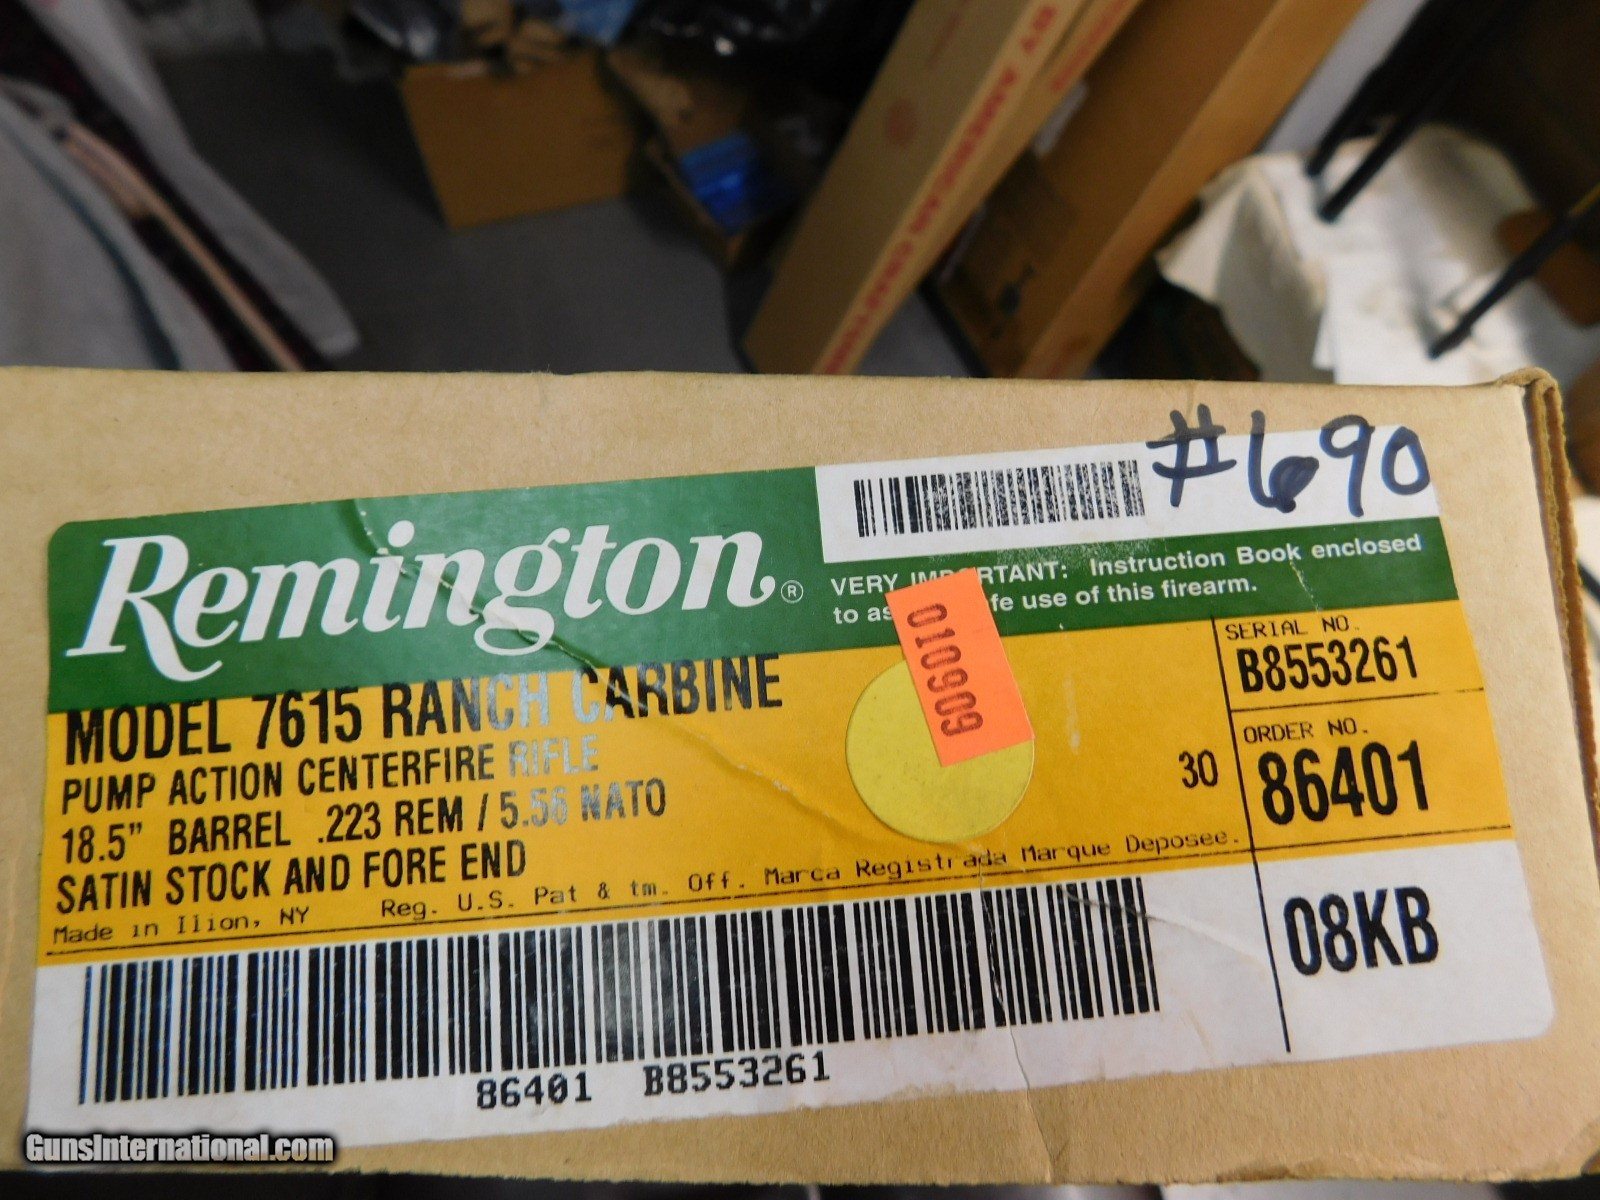 #690
Remington®
VERY IMPORTANT: Instruction Book enclosed
to as fe use of this firearm.
0109090
MODEL 7615 RANCH CARBINE
PUMP ACTION CENTERFIRE RIFLE
18.5" BARREL .223 REM / 5.56 NATO
SATIN STOCK AND FORE END
30
SERIAL NO.
B8553261
ORDER NO.
86401
Made in Ilion, NY Reg. U.S. Pat & tm. Off. Marca Registrada Marque Deposee.
08KB
86401 B8553261
GunsInternational.com